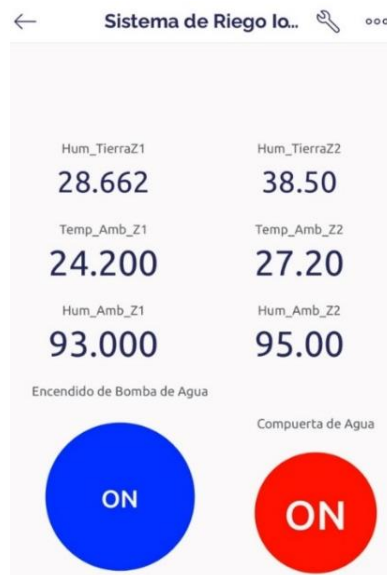 Sistema de Riego Io...
Hum_TierraZ1
Hum_TierraZ2
28.662
38.50
Temp_Amb_Z1
Temp_Amb_Z2
24.200
27.20
Hum_Amb_Z1
Hum_Amb_Z2
93.000
95.00
Encendido de Bomba de Agua
Compuerta de Agua
ON
ON